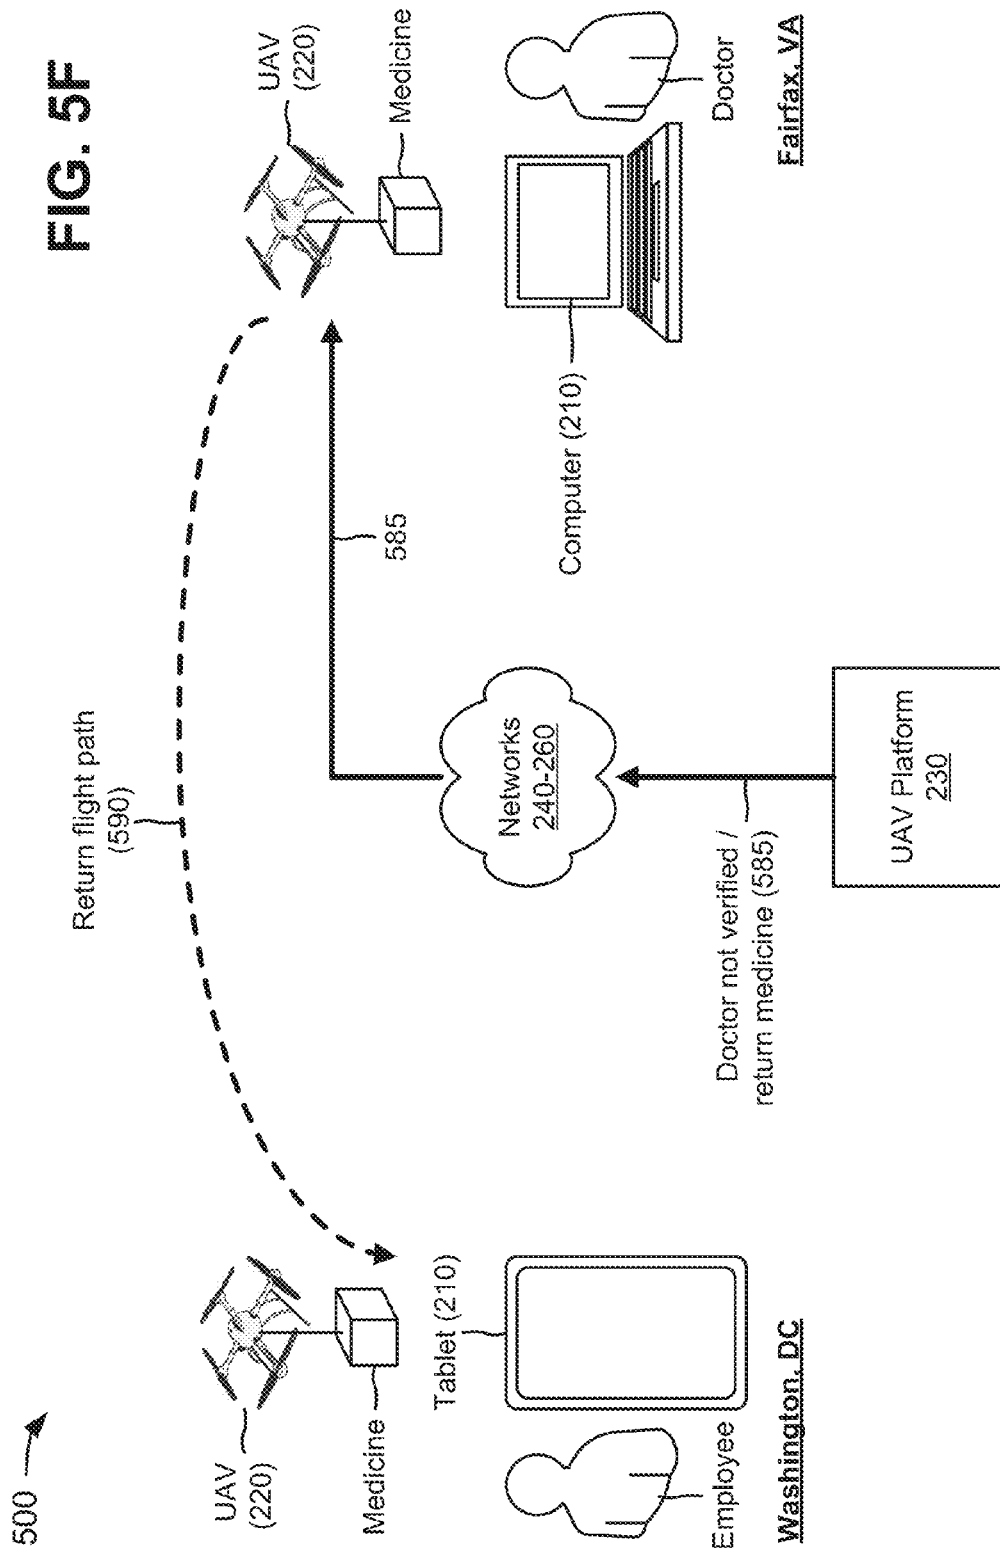 FIG. 5F
500
Return flight path
(590)
UAV
(220)
Medicine
UAV
(220)
Medicine
585
Tablet (210)
Employee
Washington, DC
Networks
240-260
Computer (210)
Doctor
Fairfax, VA
Doctor not verified /
return medicine (585)
UAV Platform
230